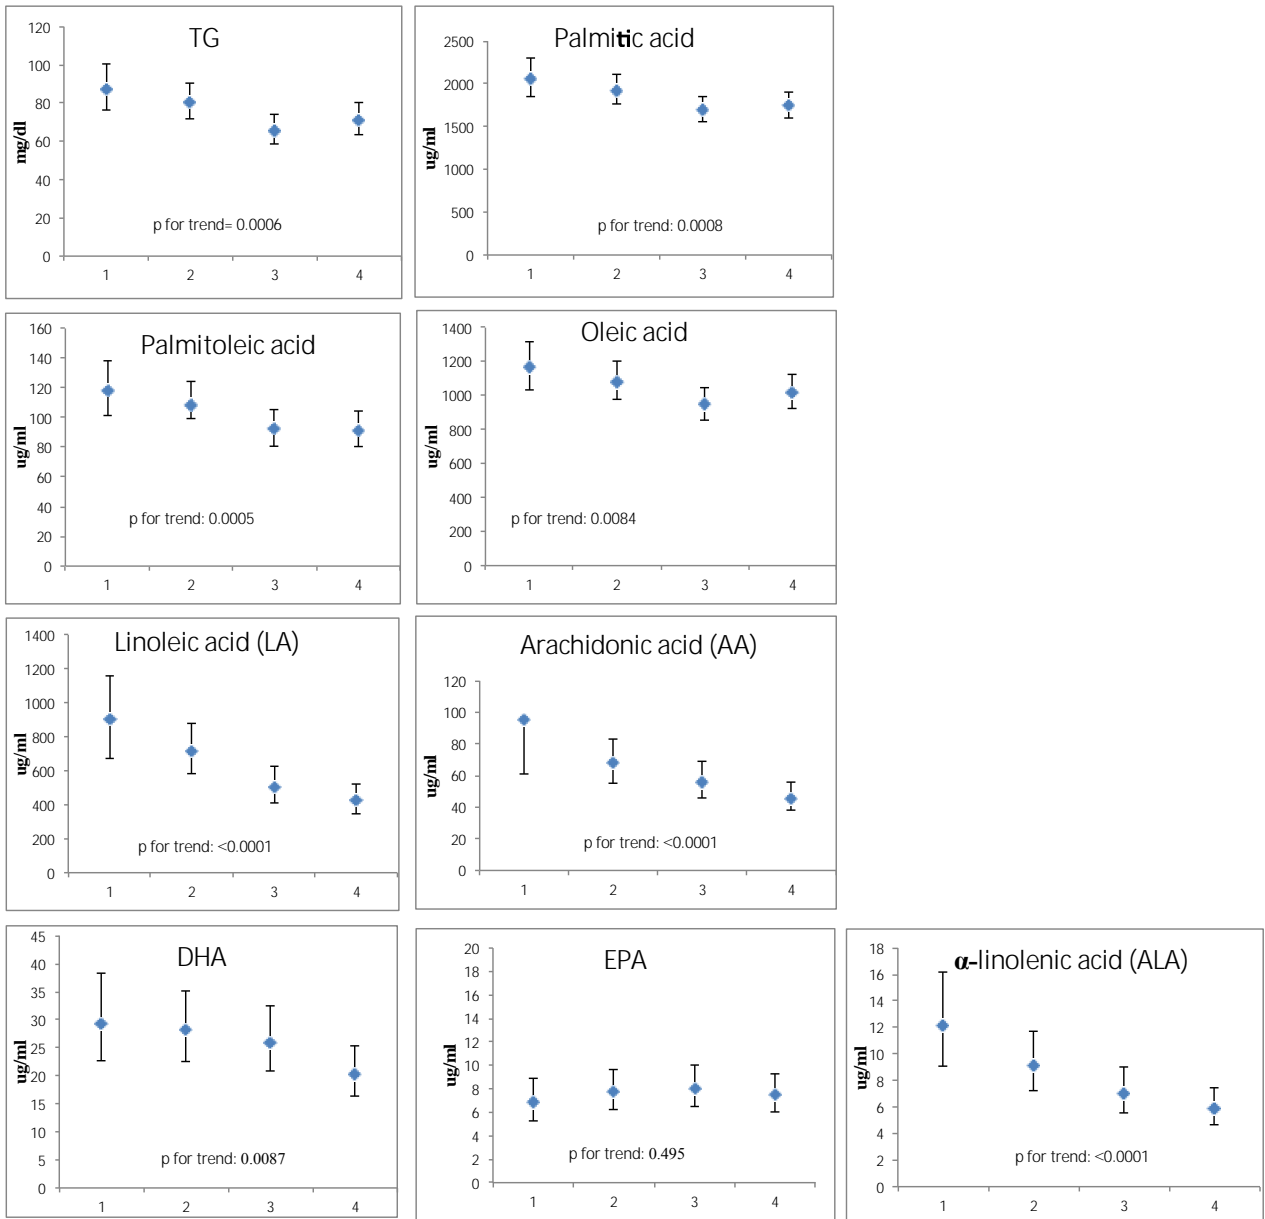 TG
120
100
80
60
40
20
0
mg/dl
p for trend= 0.0006
1 2 3 4
Palmitic acid
2500
2000
1500
1000
500
0
ug/ml
p for trend: 0.0008
1 2 3 4
Palmitoleic acid
160
140
120
100
80
60
40
20
0
ug/ml
p for trend: 0.0005
1 2 3 4
Oleic acid
1400
1200
1000
800
600
400
200
0
ug/ml
p for trend: 0.0084
1 2 3 4
Linoleic acid (LA)
1400
1200
1000
800
600
400
200
0
ug/ml
p for trend: <0.0001
1 2 3 4
Arachidonic acid (AA)
120
100
80
60
40
20
0
ug/ml
p for trend: <0.0001
1 2 3 4
DHA
45
40
35
30
25
20
15
10
5
0
ug/ml
p for trend: 0.0087
1 2 3 4
EPA
20
18
16
14
12
10
8
6
4
2
0
ug/ml
p for trend: 0.495
1 2 3 4
α-linolenic acid (ALA)
18
16
14
12
10
8
6
4
2
0
ug/ml
p for trend: <0.0001
1 2 3 4